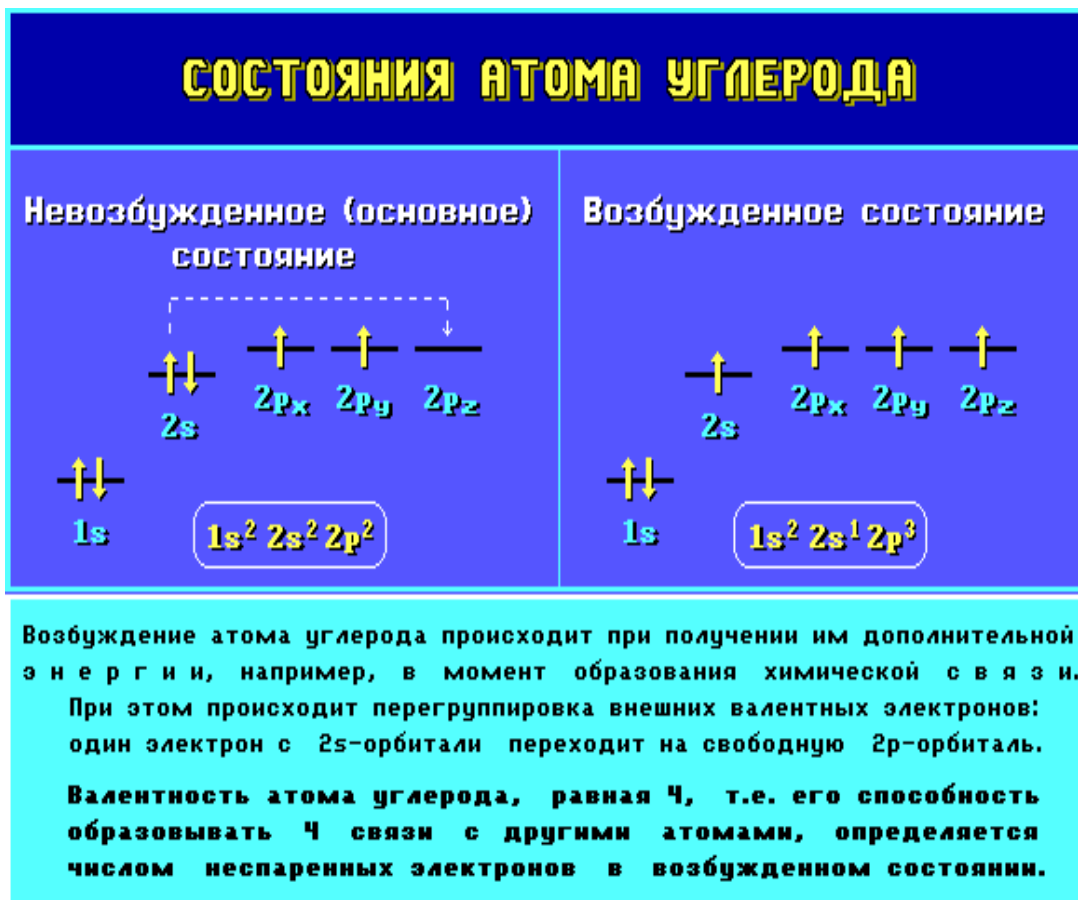 СОСТОЯНИЯ АТОМА УГЛЕРОДА
Невозбужденное (основное)
состояние
2s
2px 2py 2pz
1s
1s² 2s² 2p²
Возбужденное состояние
2s
2px 2py 2pz
1s
1s² 2s¹ 2p³
Возбуждение атома углерода происходит при получении им дополнительной
э н е р г и и, например, в момент образования химической с в я з и.
При этом происходит перегруппировка внешних валентных электронов:
один электрон с 2s-орбитали переходит на свободную 2p-орбиталь.
Валентность атома углерода, равная 4, т.е. его способность
образовывать 4 связи с другими атомами, определяется
числом неспаренных электронов в возбужденном состоянии.